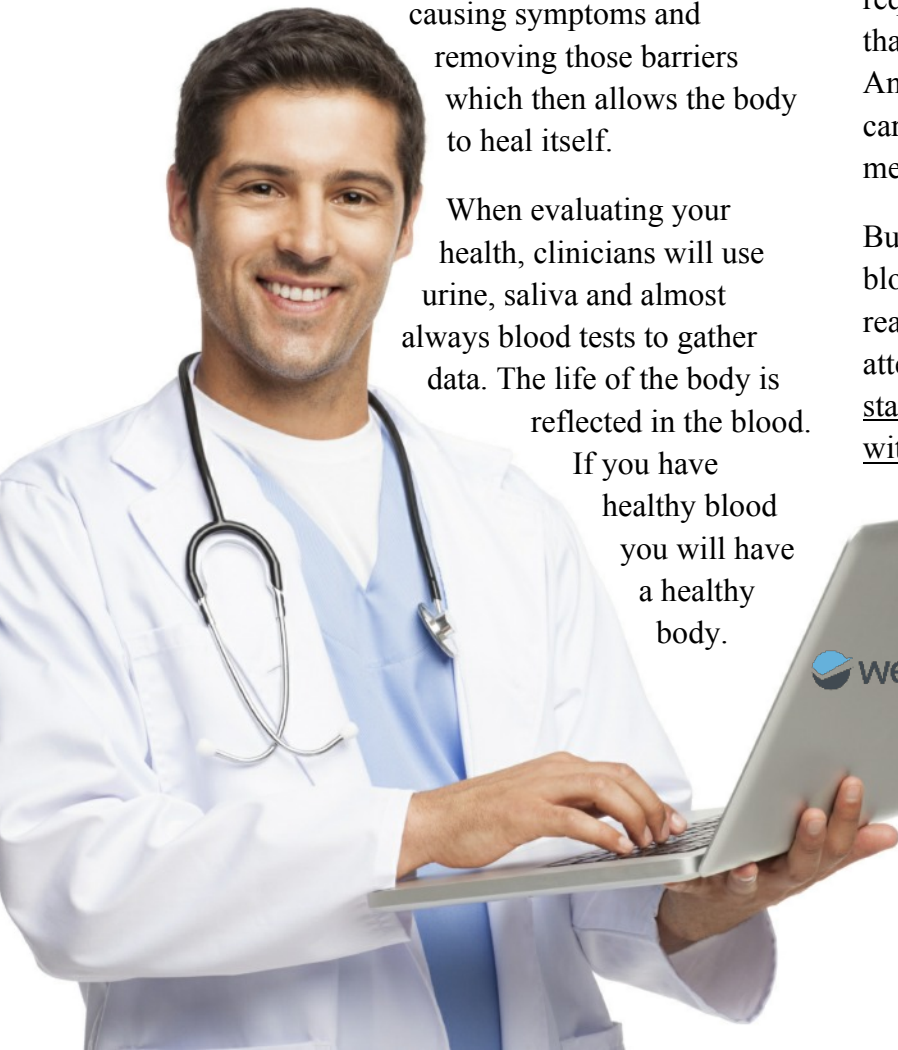 causing symptoms and
removing those barriers
which then allows the body
to heal itself.
When evaluating your
health, clinicians will use
urine, saliva and almost
always blood tests to gather
data. The life of the body is
reflected in the blood.
If you have
healthy blood
you will have
a healthy
body.